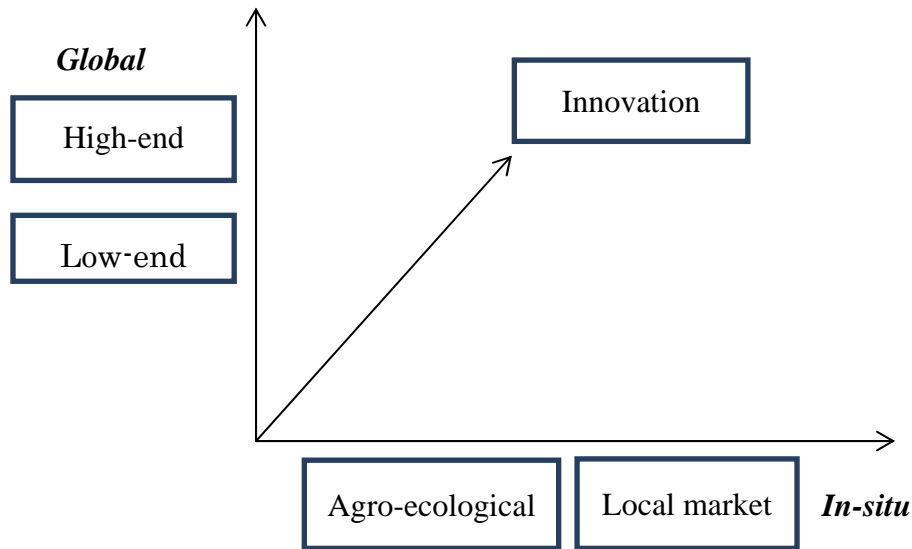 Global
High-end
Low-end
Innovation
Agro-ecological
Local market
In-situ